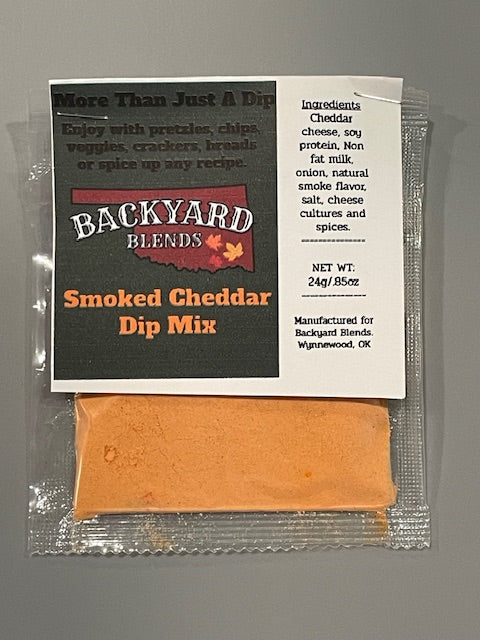 More Than Just A Dip
Enjoy with pretzles, chips,
veggies, crackers, breads
or spice up any recipe.
BACKYARD
BLENDS
Smoked Cheddar
Dip Mix
Ingredients
Cheddar
cheese, soy
protein, Non
fat milk,
onion, natural
smoke flavor,
salt, cheese
cultures and
spices.
NET WT:
24g/.85oz
Manufactured for
Backyard Blends.
Wynnewood, OK